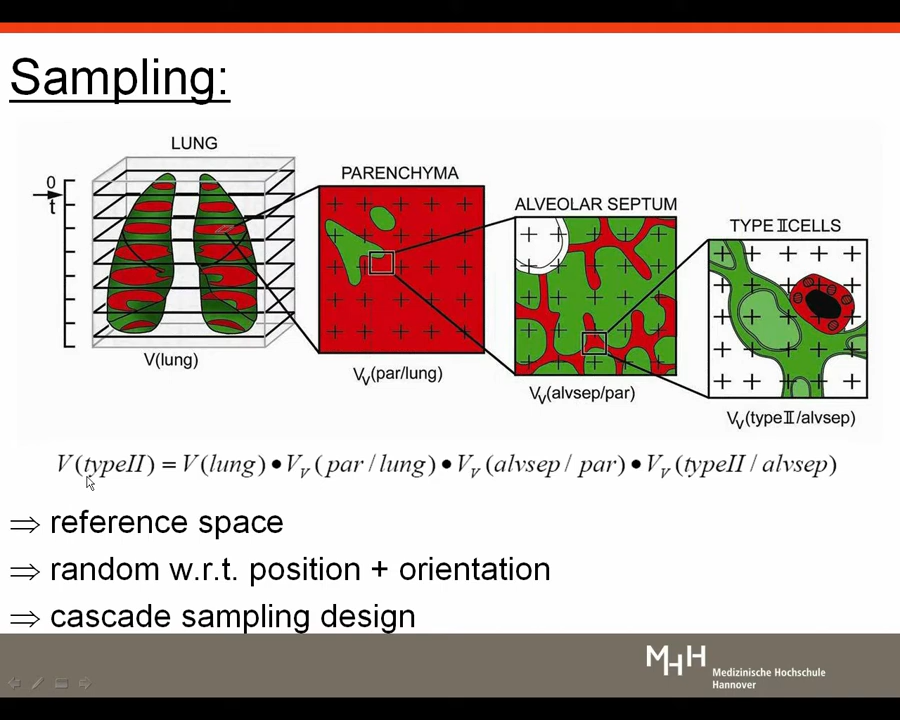 Sampling:
LUNG
0
t
V(lung)
PARENCHYMA
V_V(par/lung)
ALVEOLAR SEPTUM
V_V(alvsep/par)
TYPE II CELLS
V_V(typeII/alvsep)
V(typeII) = V(lung) • V_V(par/lung) • V_V(alvsep/par) • V_V(typeII/alvsep)
⇒ reference space
⇒ random w.r.t. position + orientation
⇒ cascade sampling design
MHH
Medizinische Hochschule
Hannover